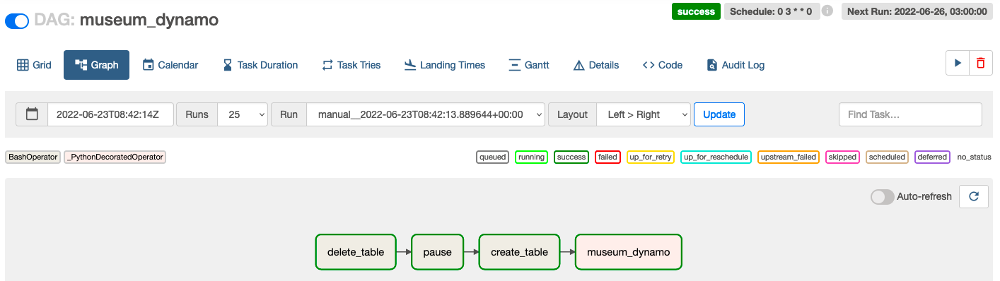 DAG: museum_dynamo
success Schedule: 0 3 * * 0 i Next Run: 2022-06-26, 03:00:00
Grid Graph Calendar Task Duration Task Tries Landing Times Gantt Details Code Audit Log
2022-06-23T08:42:14Z Runs 25 Run manual__2022-06-23T08:42:13.889644+00:00 Layout Left > Right Update Find Task...
BashOperator _PythonDecoratedOperator queued running success failed up_for_retry up_for_reschedule upstream_failed skipped scheduled deferred no_status
Auto-refresh
delete_table pause create_table museum_dynamo